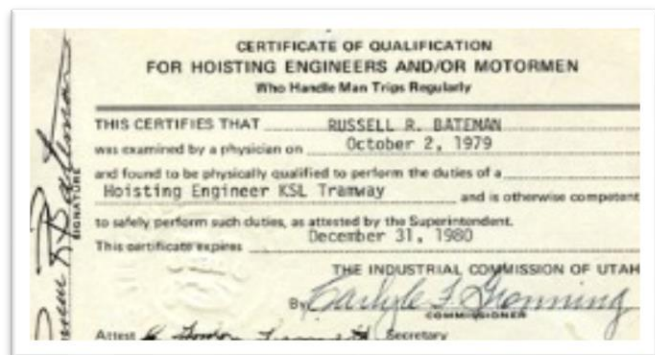 CERTIFICATE OF QUALIFICATION
FOR HOISTING ENGINEERS AND/OR MOTORMEN
Who Handle Man Trips Regularly
THIS CERTIFIES THAT RUSSELL R. BATEMAN
was examined by a physician on October 2, 1979
and found to be physically qualified to perform the duties of a
Hoisting Engineer KSL Tramway and is otherwise competent
to safely perform such duties, as attested by the Superintendent.
This certificate expires December 31, 1980
THE INDUSTRIAL COMMISSION OF UTAH
By Carlyle F. Gronning
COMMISSIONER
Attest Secretary
R Bateman
SIGNATURE